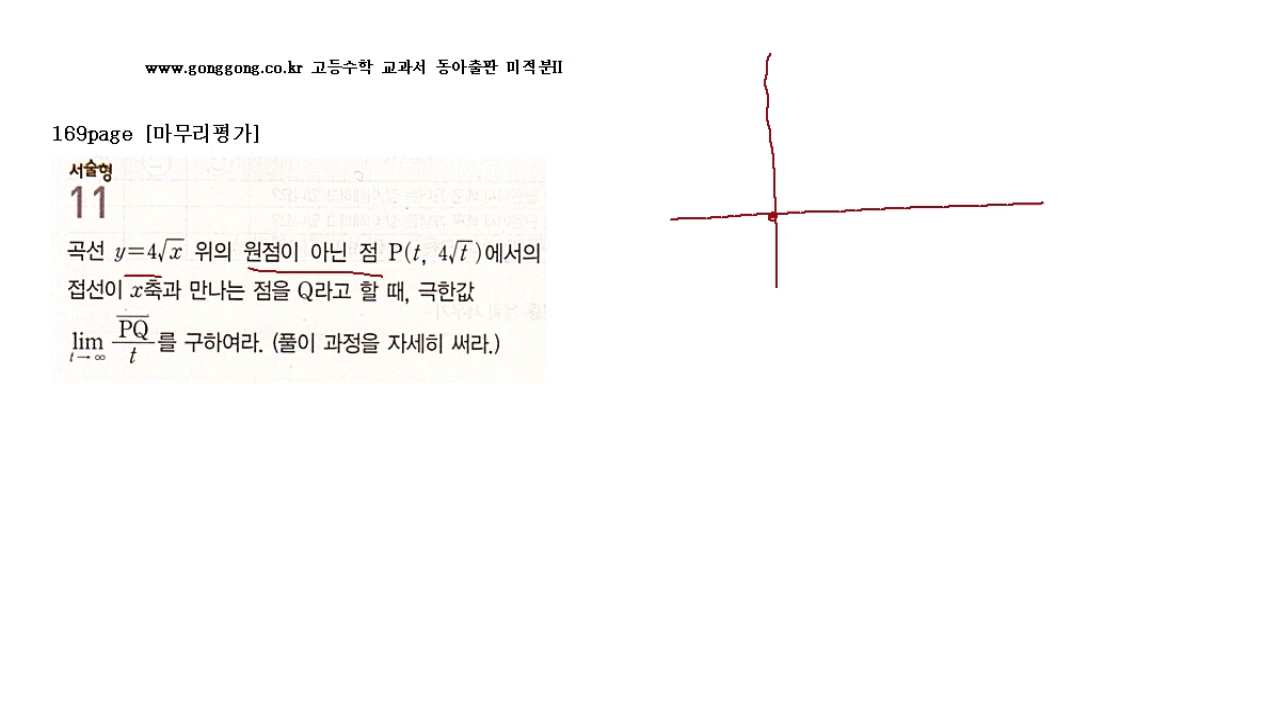 www.gonggong.co.kr 고등수학 교과서 동아출판 미적분II
169page [마무리평가]
서술형
11
곡선 y=4√x 위의 원점이 아닌 점 P(t, 4√t)에서의
접선이 x축과 만나는 점을 Q라고 할 때, 극한값
lim t→∞ PQ/t 를 구하여라. (풀이 과정을 자세히 써라.)